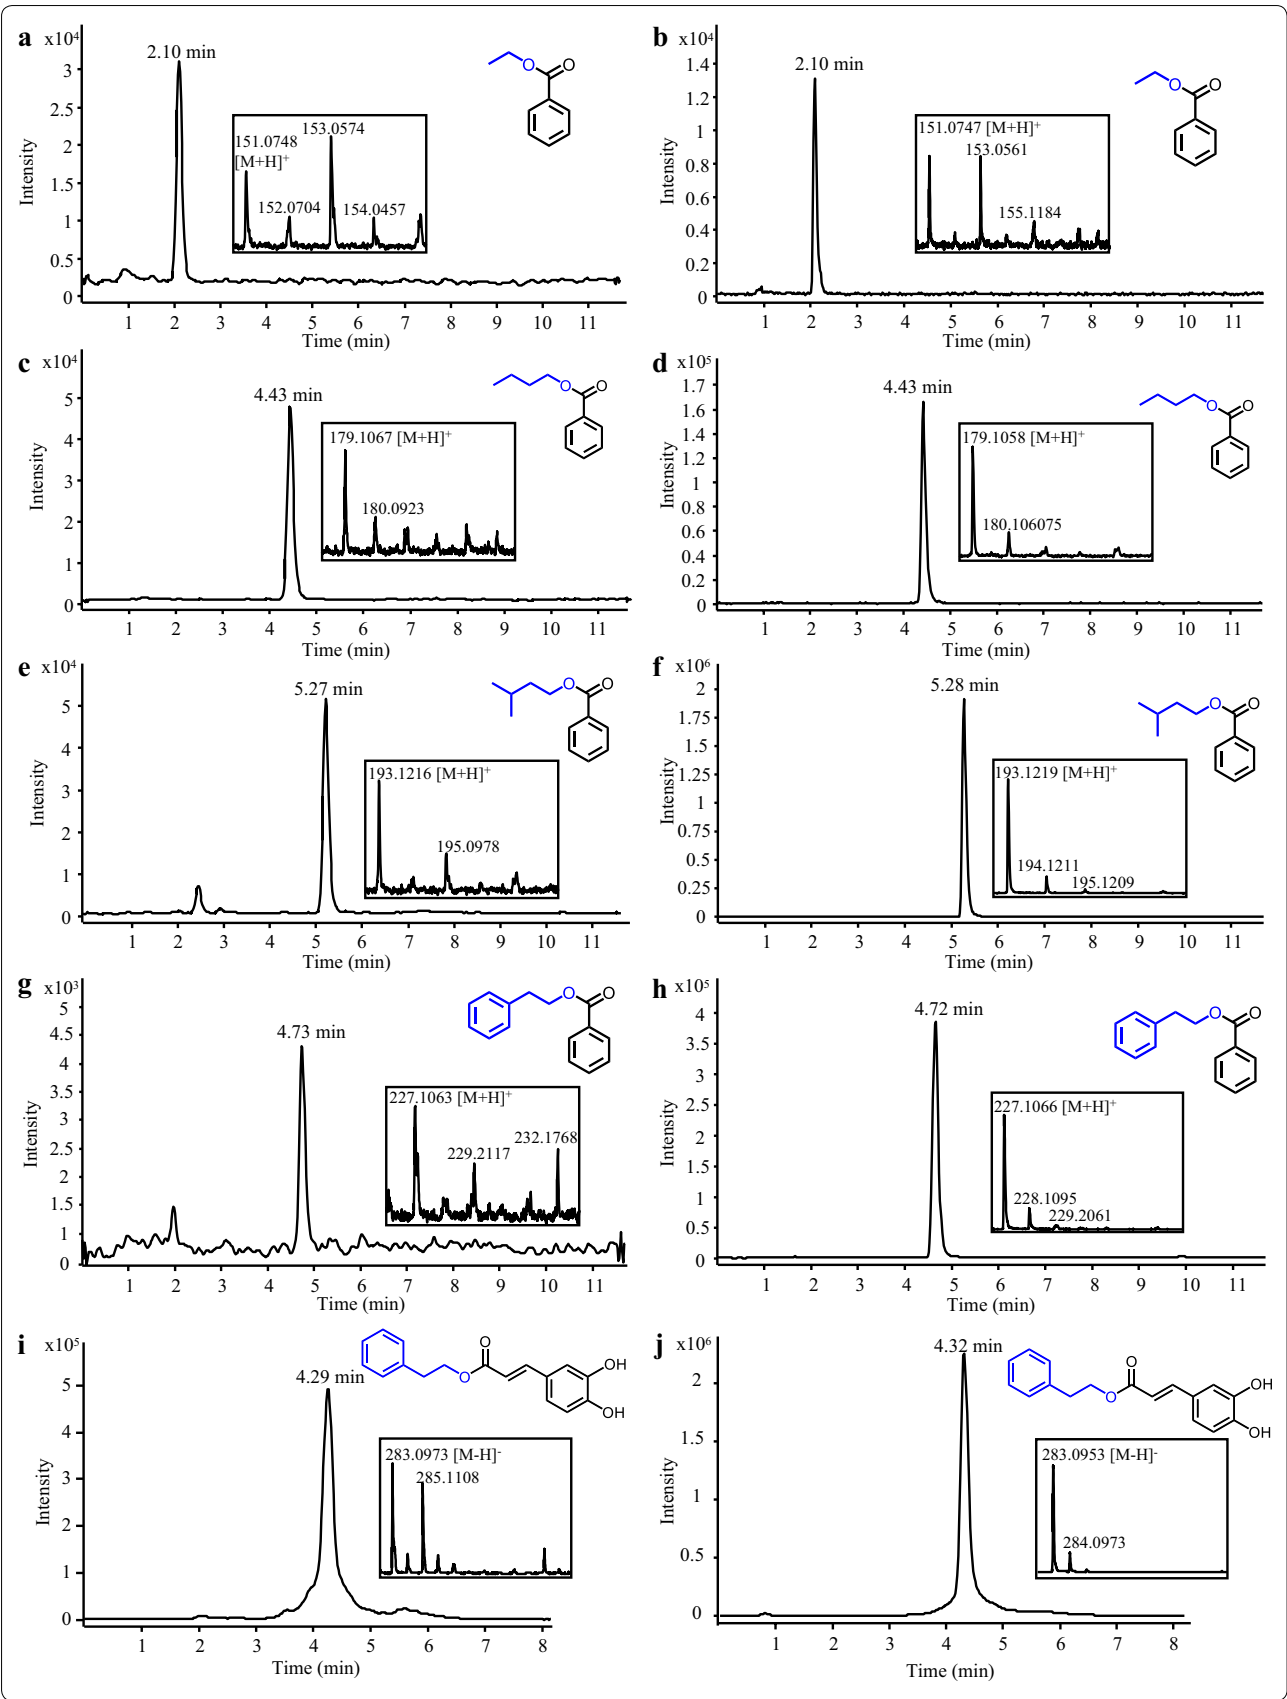 a
x10⁴
2.10 min
O
O
3
2.5
2
1.5
1
0.5
0
Intensity
151.0748
[M+H]⁺
153.0574
152.0704
154.0457
1 2 3 4 5 6 7 8 9 10 11
Time (min)
b
x10⁴
2.10 min
O
O
1.4
1.2
1
0.8
0.6
0.4
0.2
0
Intensity
151.0747 [M+H]⁺
153.0561
155.1184
1 2 3 4 5 6 7 8 9 10 11
Time (min)
c
x10⁴
4.43 min
O
O
5
4
3
2
1
0
Intensity
179.1067 [M+H]⁺
180.0923
1 2 3 4 5 6 7 8 9 10 11
Time (min)
d
x10⁵
4.43 min
O
O
1.7
1.6
1.4
1.2
1
0.8
0.6
0.4
0.2
0
Intensity
179.1058 [M+H]⁺
180.106075
1 2 3 4 5 6 7 8 9 10 11
Time (min)
e
x10⁴
5.27 min
O
O
5
4
3
2
1
0
Intensity
193.1216 [M+H]⁺
195.0978
1 2 3 4 5 6 7 8 9 10 11
Time (min)
f
x10⁶
5.28 min
O
O
2
1.75
1.5
1.25
1
0.75
0.5
0.25
0
Intensity
193.1219 [M+H]⁺
194.1211
195.1209
1 2 3 4 5 6 7 8 9 10 11
Time (min)
g
x10³
4.73 min
O
O
5
4.5
4
3.5
3
2.5
2
1.5
1
0
Intensity
227.1063 [M+H]⁺
232.1768
229.2117
1 2 3 4 5 6 7 8 9 10 11
Time (min)
h
x10⁵
4.72 min
O
O
4
3.5
3
2.5
2
1.5
1
0.5
0
Intensity
227.1066 [M+H]⁺
228.1095
229.2061
1 2 3 4 5 6 7 8 9 10 11
Time (min)
i
x10⁵
4.29 min
O
O
OH
OH
5
4
3
2
1
0
Intensity
283.0973 [M-H]⁻
285.1108
1 2 3 4 5 6 7 8
Time (min)
j
x10⁶
4.32 min
O
O
OH
OH
2
1.5
1
0.5
0
Intensity
283.0953 [M-H]⁻
284.0973
1 2 3 4 5 6 7 8
Time (min)